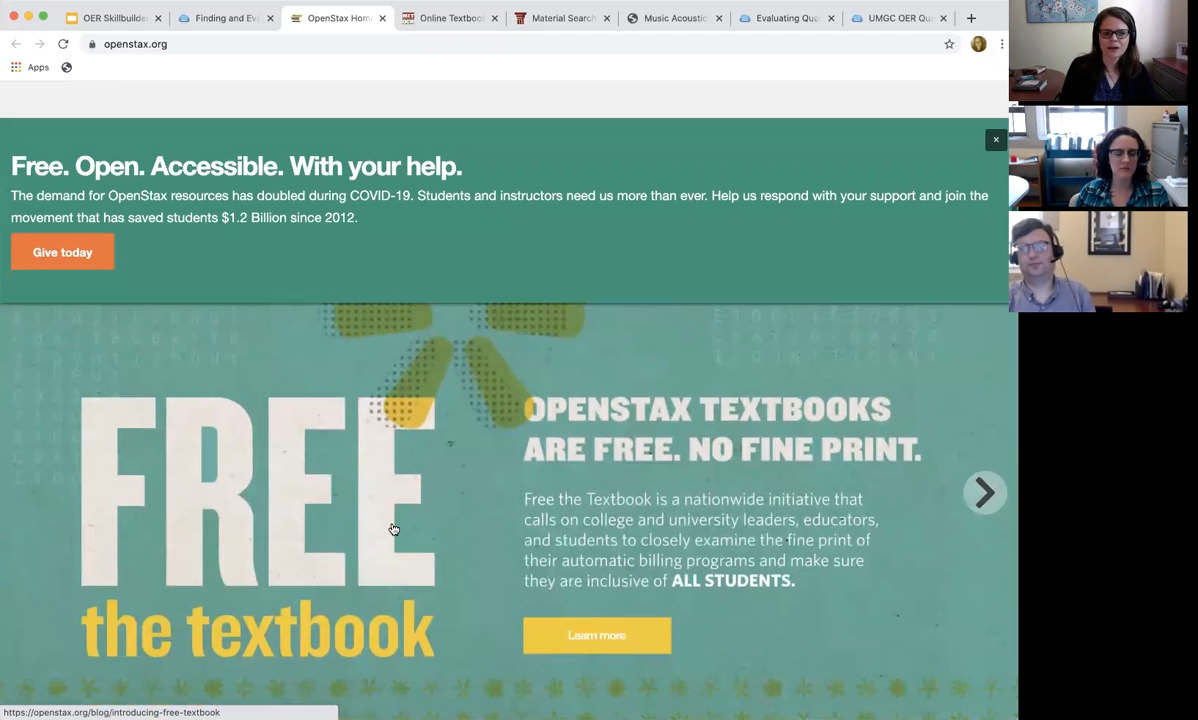 OER Skillbuilde
Finding and Ev
OpenStax Hom
Online Textboo
Material Search
Music Acoustic
Evaluating Qua
UMGC OER Qu
openstax.org
Apps
Free. Open. Accessible. With your help.
The demand for OpenStax resources has doubled during COVID-19. Students and instructors need us more than ever. Help us respond with your support and join the
movement that has saved students $1.2 Billion since 2012.
Give today
FREE
the textbook
OPENSTAX TEXTBOOKS
ARE FREE. NO FINE PRINT.
Free the Textbook is a nationwide initiative that
calls on college and university leaders, educators,
and students to closely examine the fine print of
their automatic billing programs and make sure
they are inclusive of ALL STUDENTS.
Learn more
https://openstax.org/blog/introducing-free-textbook